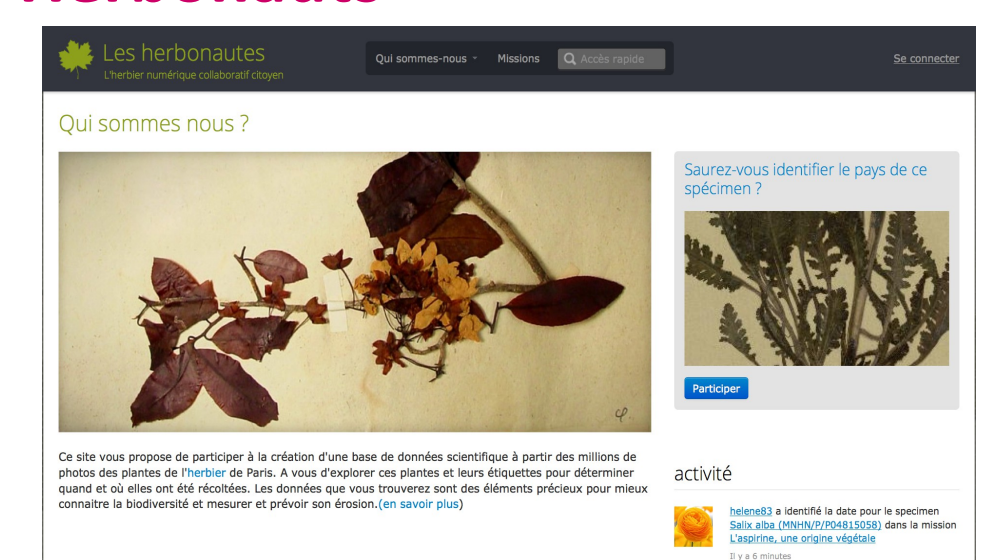 Les herbonautes
L'herbier numérique collaboratif citoyen
Qui sommes-nous
Missions
Accès rapide
Se connecter
Qui sommes nous ?
Saurez-vous identifier le pays de ce
spécimen ?
Participer
Ce site vous propose de participer à la création d'une base de données scientifique à partir des millions de
photos des plantes de l'herbier de Paris. A vous d'explorer ces plantes et leurs étiquettes pour déterminer
quand et où elles ont été récoltées. Les données que vous trouverez sont des éléments précieux pour mieux
connaitre la biodiversité et mesurer et prévoir son érosion.(en savoir plus)
activité
helene83 a identifié la date pour le specimen
Salix alba (MNHN/P/P04815058) dans la mission
L'aspirine, une origine végétale
Il y a 6 minutes